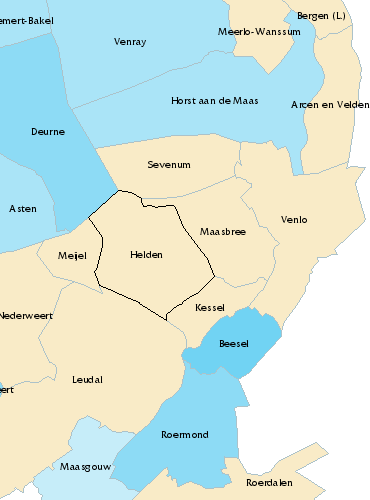 Bergen (L.)
emert-Bakel
Meerlo-Wanssum
Venray
Horst aan de Maas
Arcen en Velden
Deurne
Sevenum
Asten
Venlo
Maasbree
Meijel
Helden
Kessel
Nederweert
Beesel
Leudal
ert
Roermond
Maasgouw
Roerdalen